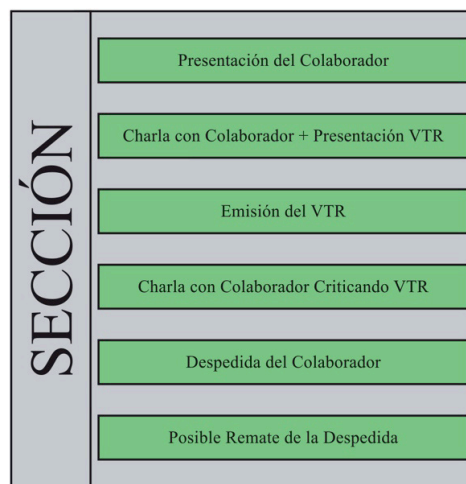 SECCIÓN
Presentación del Colaborador
Charla con Colaborador + Presentación VTR
Emisión del VTR
Charla con Colaborador Criticando VTR
Despedida del Colaborador
Posible Remate de la Despedida